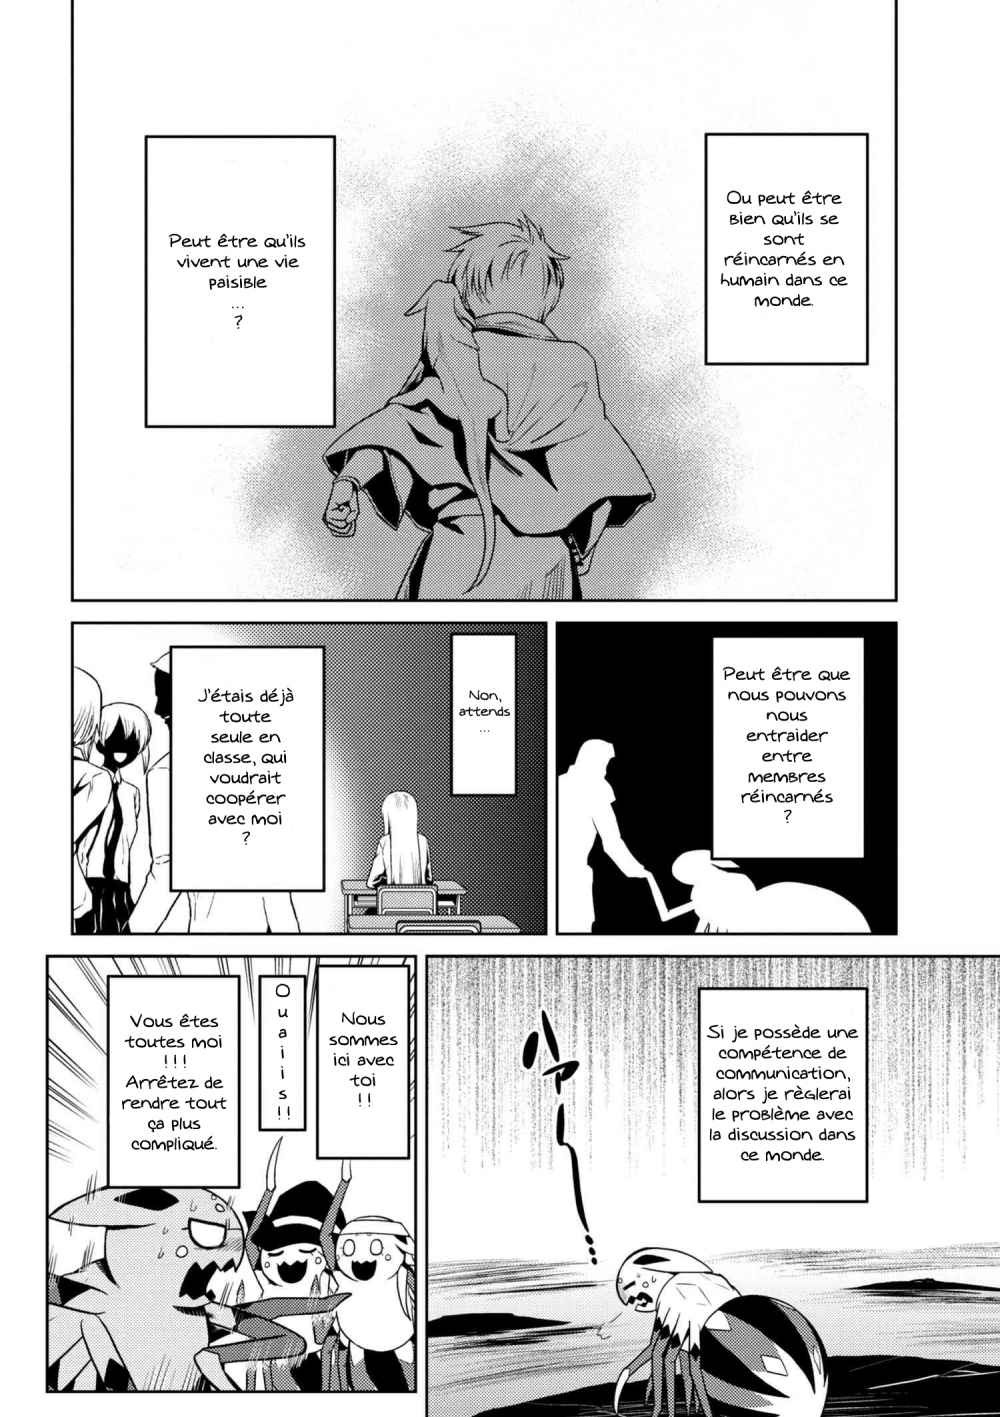 Ou peut être
bien qu'ils se
sont
réincarnés en
humain dans ce
monde.
Peut être qu'ils
vivent une vie
paisible
...
?
Peut être que
nous pouvons
nous
entraider
entre
membres
réincarnés
?
Non,
attends
...
J'étais déjà
toute
seule en
classe, qui
voudrait
coopérer
avec moi
?
Si je possède une
compétence de
communication,
alors je règlerai
le problème avec
la discussion dans
ce monde.
Nous
sommes
ici avec
toi
!!
O
u
a
i
i
s
!!
Vous êtes
toutes moi
!!!
Arrêtez de
rendre tout
ça plus
compliqué.